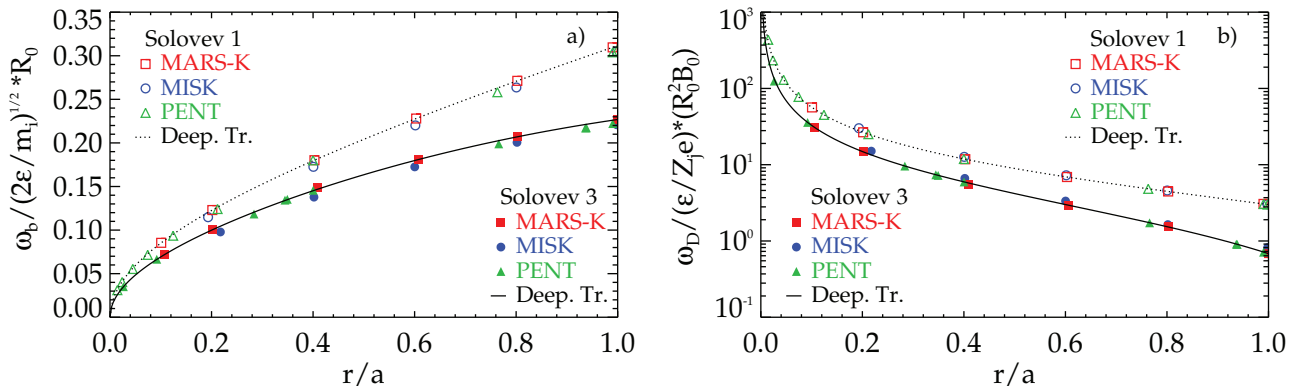 ω_b/(2ε/m_i)^1/2*R_0
0.35
0.30
0.25
0.20
0.15
0.10
0.05
0.00
a)
Solovev 1
MARS-K
MISK
PENT
Deep. Tr.
Solovev 3
MARS-K
MISK
PENT
Deep. Tr.
0.0 0.2 0.4 0.6 0.8 1.0
r/a
ω_D/(ε/Z_je)*(R_0^2B_0)
10^3
10^2
10^1
10^0
10^-1
b)
Solovev 1
MARS-K
MISK
PENT
Deep. Tr.
Solovev 3
MARS-K
MISK
PENT
Deep. Tr.
0.0 0.2 0.4 0.6 0.8 1.0
r/a